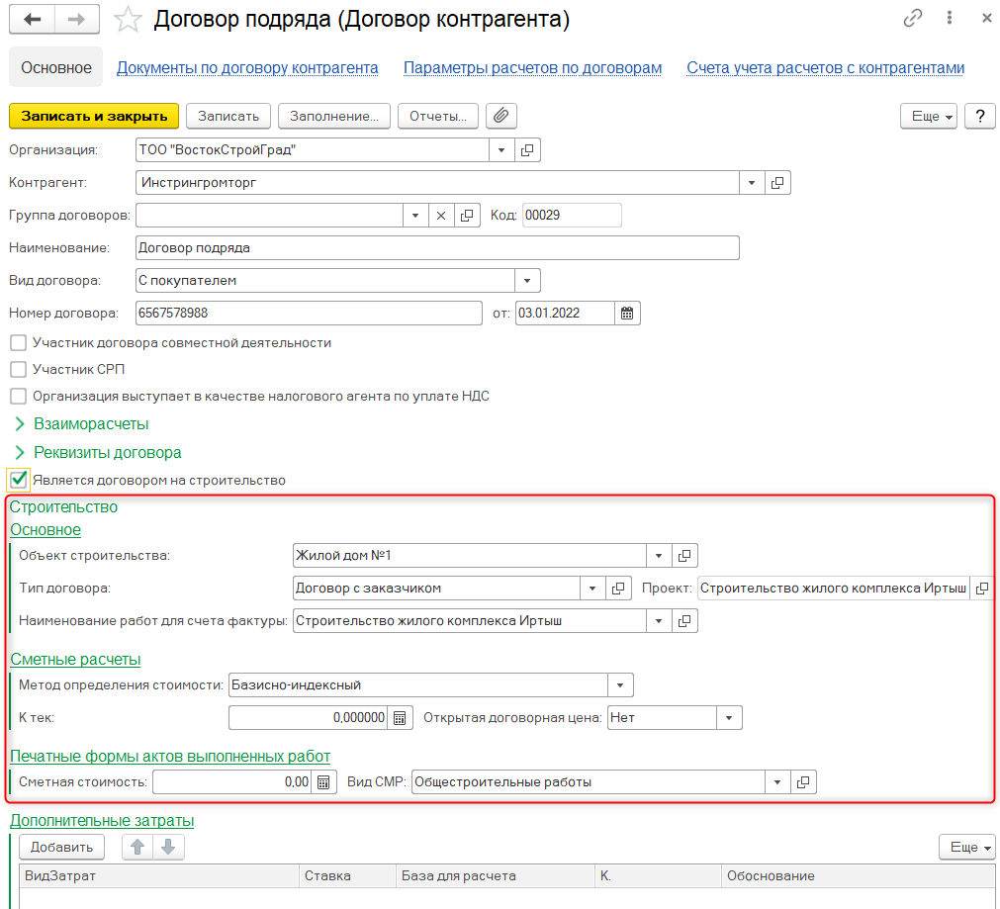 Договор подряда (Договор контрагента)
Основное Документы по договору контрагента Параметры расчетов по договорам Счета учета расчетов с контрагентами
Записать и закрыть Записать Заполнение... Отчеты... Еще ?
Организация: ТОО "ВостокСтройГрад"
Контрагент: Инстрингромторг
Группа договоров: Код: 00029
Наименование: Договор подряда
Вид договора: С покупателем
Номер договора: 6567578988 от: 03.01.2022
Участник договора совместной деятельности
Участник СРП
Организация выступает в качестве налогового агента по уплате НДС
Взаиморасчеты
Реквизиты договора
Является договором на строительство
Строительство
Основное
Объект строительства: Жилой дом №1
Тип договора: Договор с заказчиком Проект: Строительство жилого комплекса Иртыш
Наименование работ для счета фактуры: Строительство жилого комплекса Иртыш
Сметные расчеты
Метод определения стоимости: Базисно-индексный
К тек: 0,000000 Открытая договорная цена: Нет
Печатные формы актов выполненных работ
Сметная стоимость: 0,00 Вид СМР: Общестроительные работы
Дополнительные затраты
Добавить Еще
ВидЗатрат Ставка База для расчета К. Обоснование